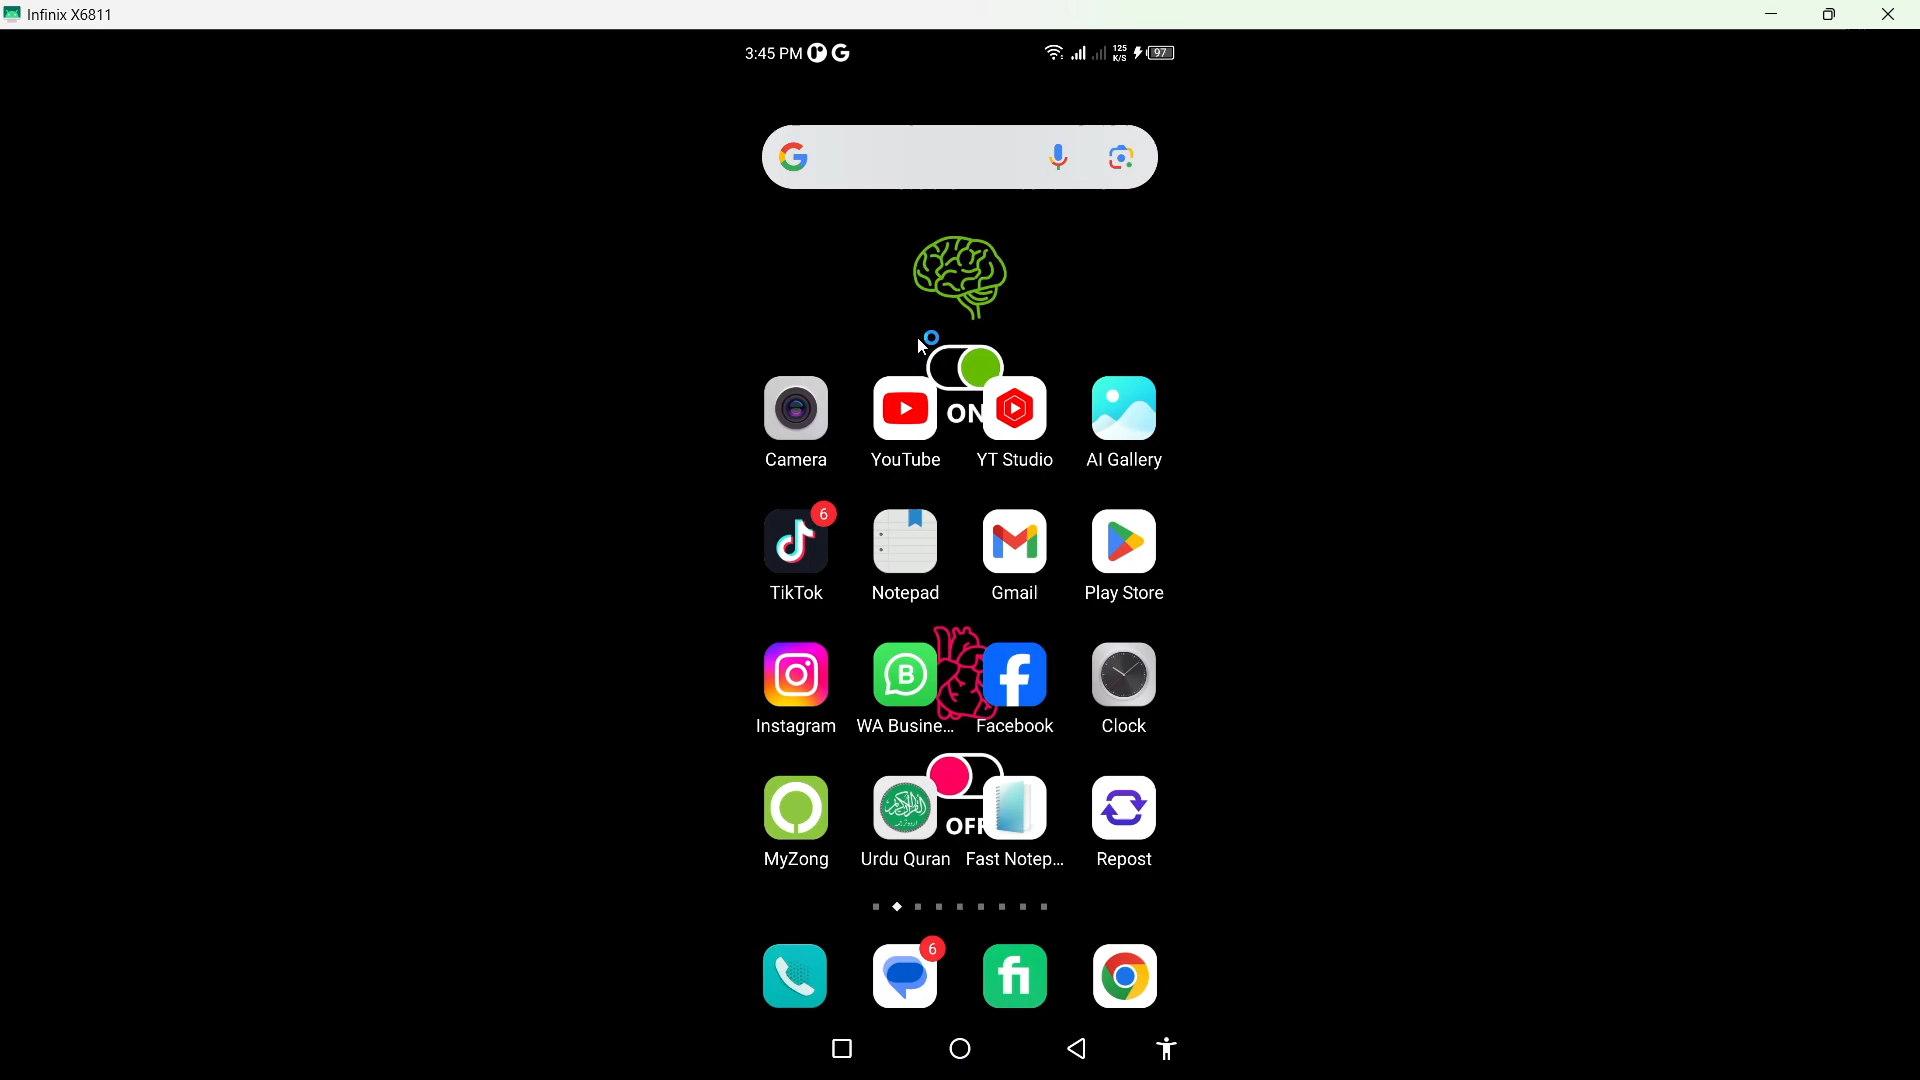 Infinix X6811
3:45 PM
125
K/S
97
ON
Camera
YouTube
YT Studio
AI Gallery
6
TikTok
Notepad
Gmail
Play Store
Instagram
WA Busine...
Facebook
Clock
OFF
MyZong
Urdu Quran
Fast Notep...
Repost
6
fi